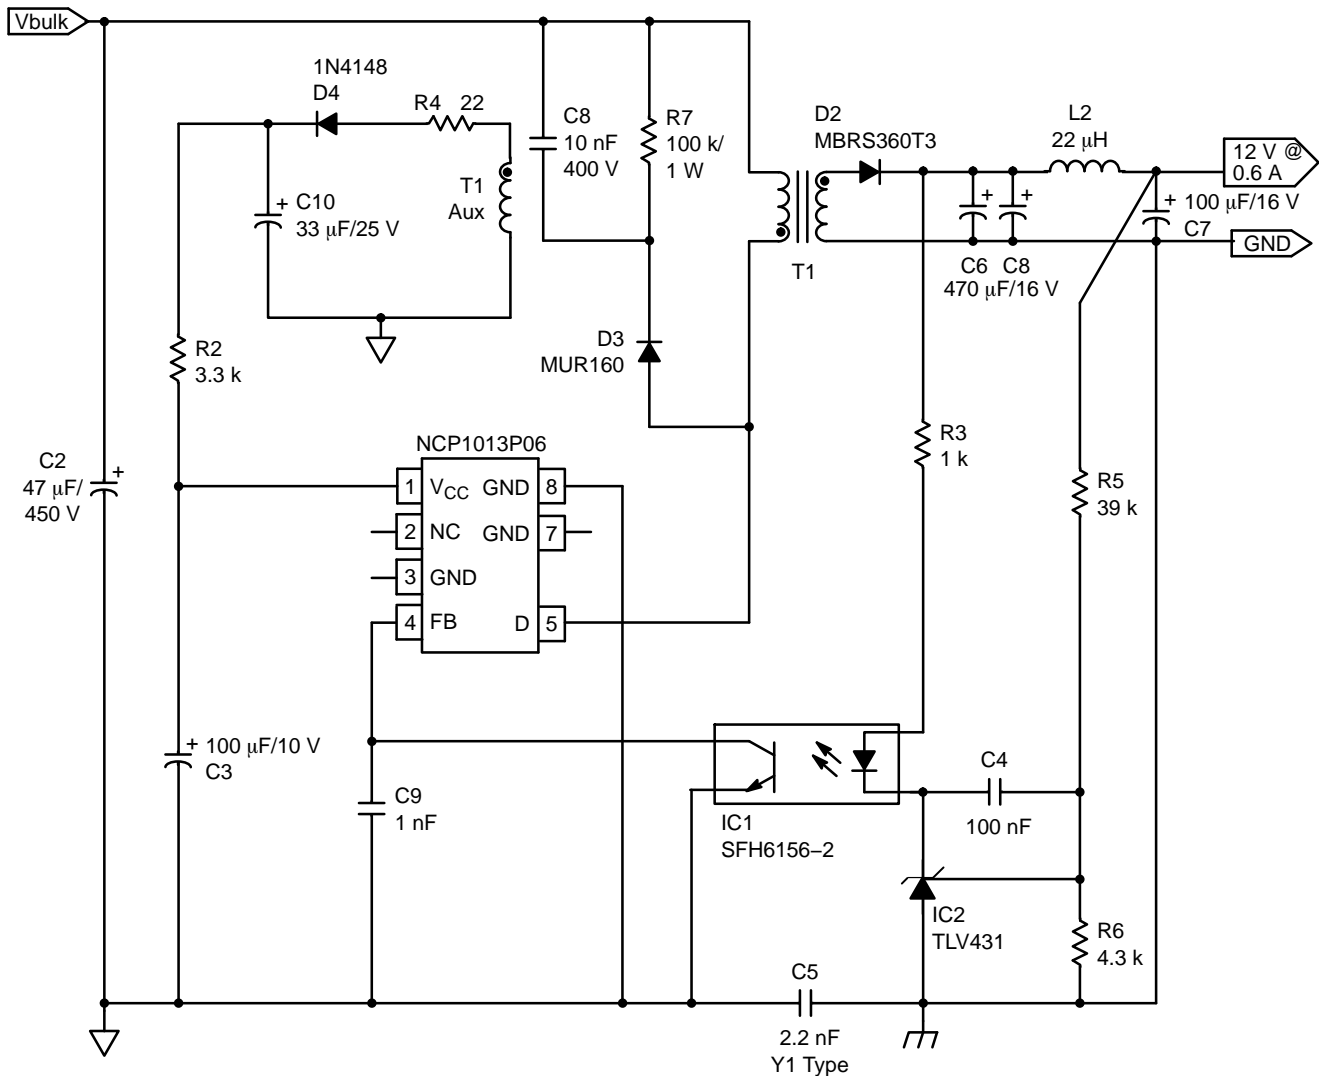 Vbulk
1N4148
D4
R4 22
C8
10 nF
400 V
R7
100 k/
1 W
D2
MBRS360T3
L2
22 μH
12 V @
0.6 A
T1
Aux
+ C10
33 μF/25 V
+
+
+ 100 μF/16 V
C7
GND
T1
C6 C8
470 μF/16 V
R2
3.3 k
D3
MUR160
R3
1 k
C2
47 μF/
450 V
+
NCP1013P06
1 VCC GND 8
2 NC GND 7
3 GND
4 FB D 5
R5
39 k
+ 100 μF/10 V
C3
C9
1 nF
IC1
SFH6156–2
C4
100 nF
IC2
TLV431
R6
4.3 k
C5
2.2 nF
Y1 Type